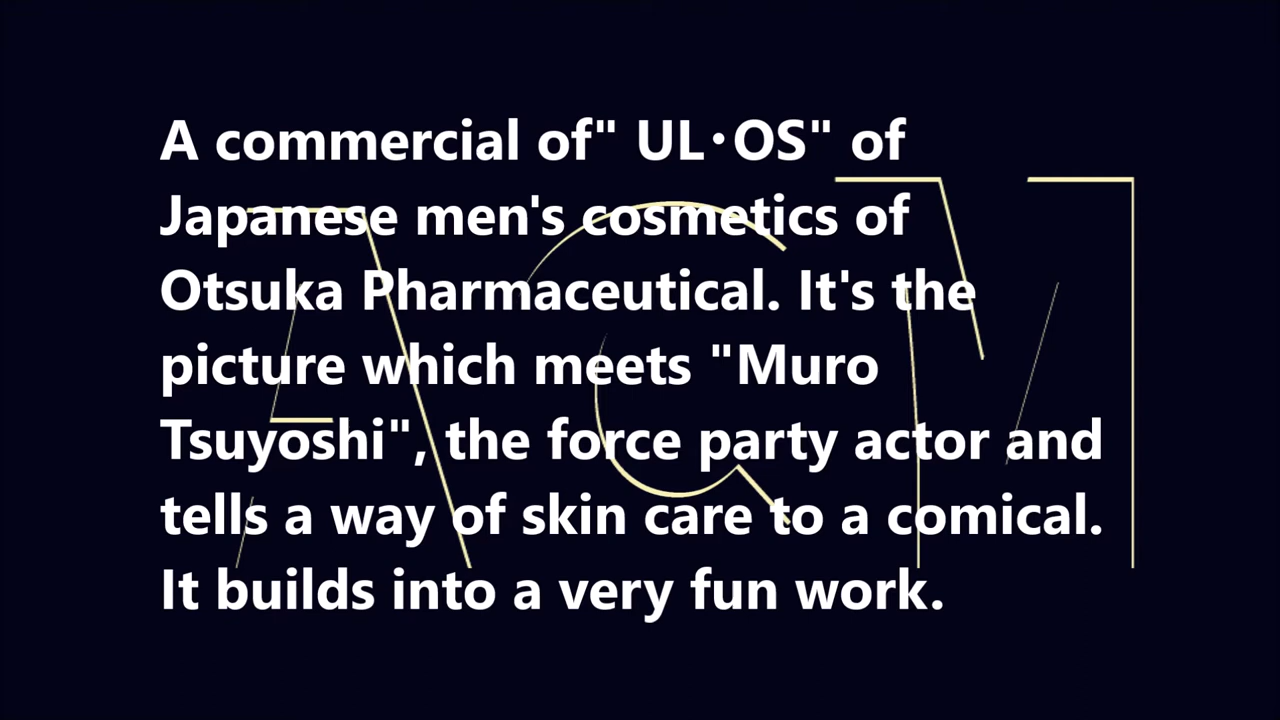 A commercial of" UL・OS" of
Japanese men's cosmetics of
Otsuka Pharmaceutical. It's the
picture which meets "Muro
Tsuyoshi", the force party actor and
tells a way of skin care to a comical.
It builds into a very fun work.